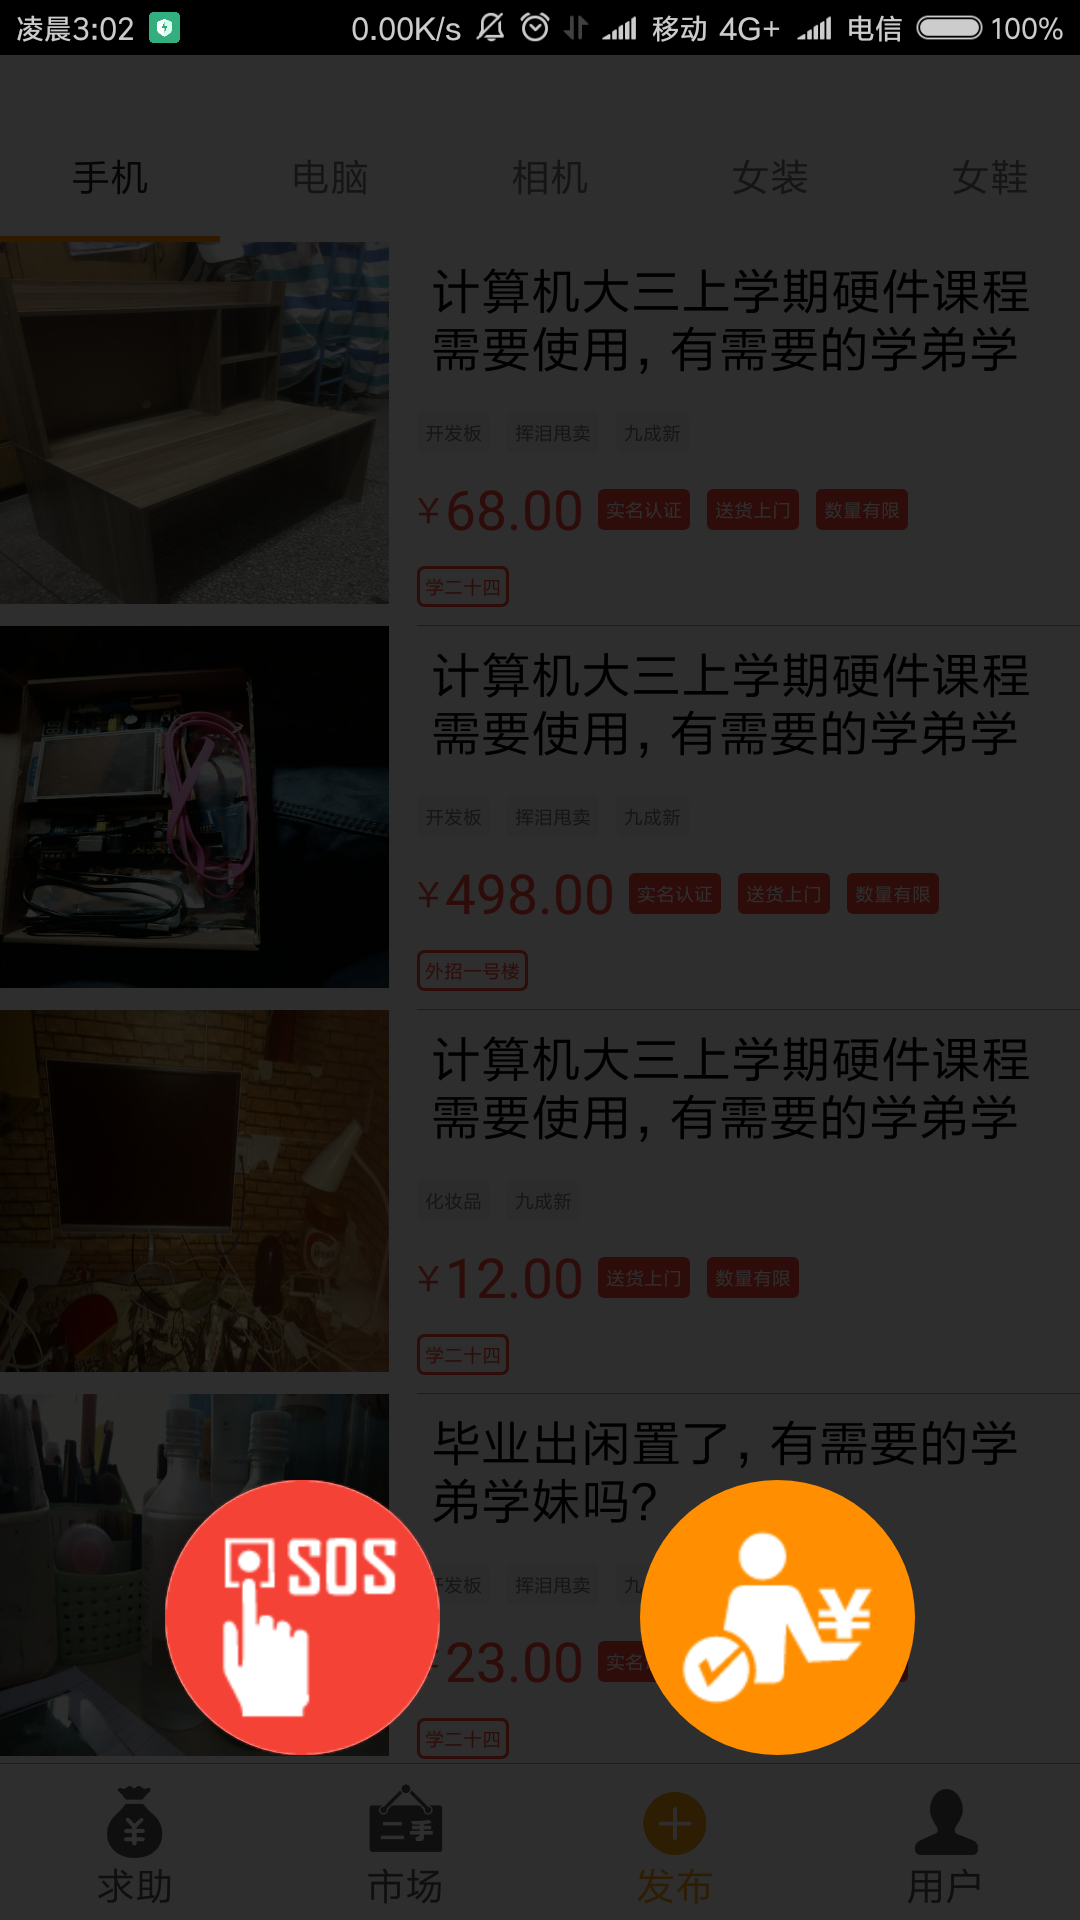 凌晨3:02 0.00K/s 移动 4G+ 电信 100%
手机 电脑 相机 女装 女鞋
计算机大三上学期硬件课程
需要使用，有需要的学弟学
开发板 挥泪甩卖 九成新
¥68.00 实名认证 送货上门 数量有限
学二十四
计算机大三上学期硬件课程
需要使用，有需要的学弟学
开发板 挥泪甩卖 九成新
¥498.00 实名认证 送货上门 数量有限
外招一号楼
计算机大三上学期硬件课程
需要使用，有需要的学弟学
化妆品 九成新
¥12.00 送货上门 数量有限
学二十四
毕业出闲置了，有需要的学
弟学妹吗？
SOS
¥
开发板 挥泪甩卖 九
23.00 实名
学二十四
¥ 二手
求助 市场 发布 用户